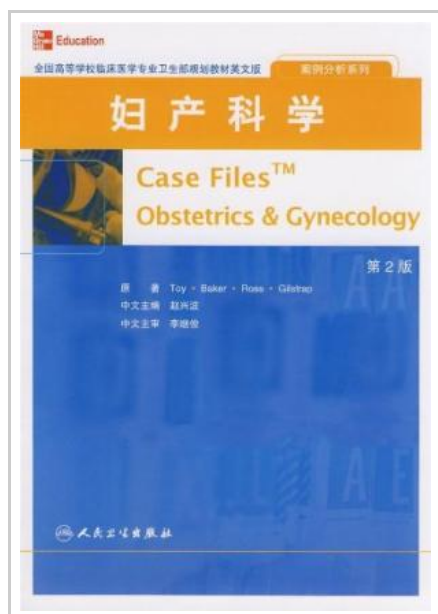 Education
全国高等学校临床医学专业卫生部规划教材英文版
案例分析系列
妇产科学
Case Files™
Obstetrics & Gynecology
第2版
原 著 Toy · Baker · Ross · Gilstrap
中文主编 赵兴波
中文主审 李继俊
人民卫生出版社